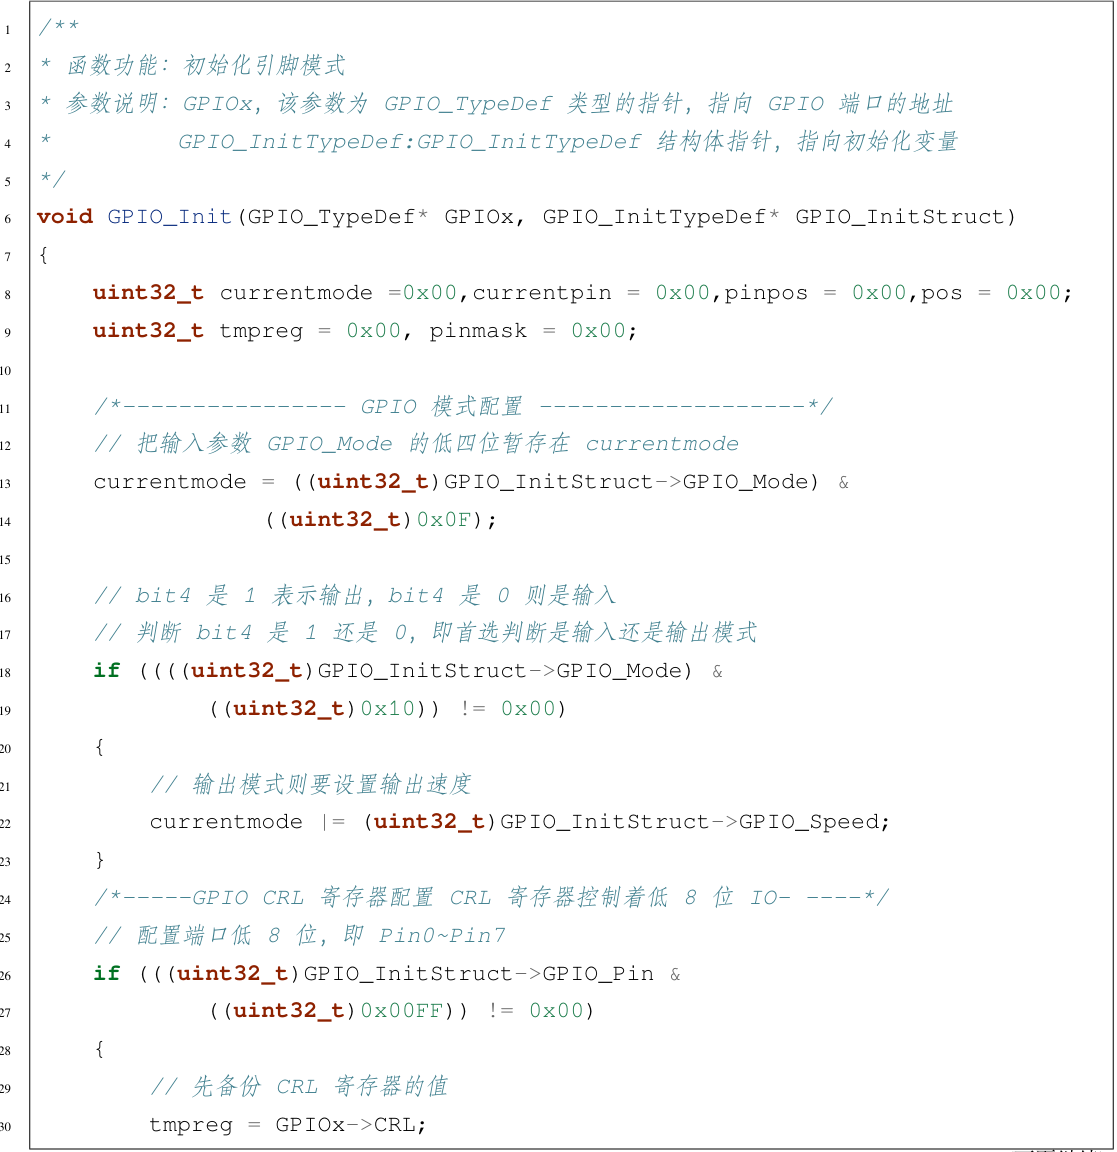 1 /**
2 * 函数功能：初始化引脚模式
3 * 参数说明：GPIOx，该参数为 GPIO_TypeDef 类型的指针，指向 GPIO 端口的地址
4 *         GPIO_InitTypeDef:GPIO_InitTypeDef 结构体指针，指向初始化变量
5 */
6 void GPIO_Init(GPIO_TypeDef* GPIOx, GPIO_InitTypeDef* GPIO_InitStruct)
7 {
8     uint32_t currentmode =0x00,currentpin = 0x00,pinpos = 0x00,pos = 0x00;
9     uint32_t tmpreg = 0x00, pinmask = 0x00;
10
11     /*---------------- GPIO 模式配置 -------------------*/
12     // 把输入参数 GPIO_Mode 的低四位暂存在 currentmode
13     currentmode = ((uint32_t)GPIO_InitStruct->GPIO_Mode) &
14                 ((uint32_t)0x0F);
15
16     // bit4 是 1 表示输出，bit4 是 0 则是输入
17     // 判断 bit4 是 1 还是 0，即首选判断是输入还是输出模式
18     if ((((uint32_t)GPIO_InitStruct->GPIO_Mode) &
19             ((uint32_t)0x10)) != 0x00)
20     {
21         // 输出模式则要设置输出速度
22         currentmode |= (uint32_t)GPIO_InitStruct->GPIO_Speed;
23     }
24     /*-----GPIO CRL 寄存器配置 CRL 寄存器控制着低 8 位 IO- ----*/
25     // 配置端口低 8 位，即 Pin0~Pin7
26     if (((uint32_t)GPIO_InitStruct->GPIO_Pin &
27             ((uint32_t)0x00FF)) != 0x00)
28     {
29         // 先备份 CRL 寄存器的值
30         tmpreg = GPIOx->CRL;